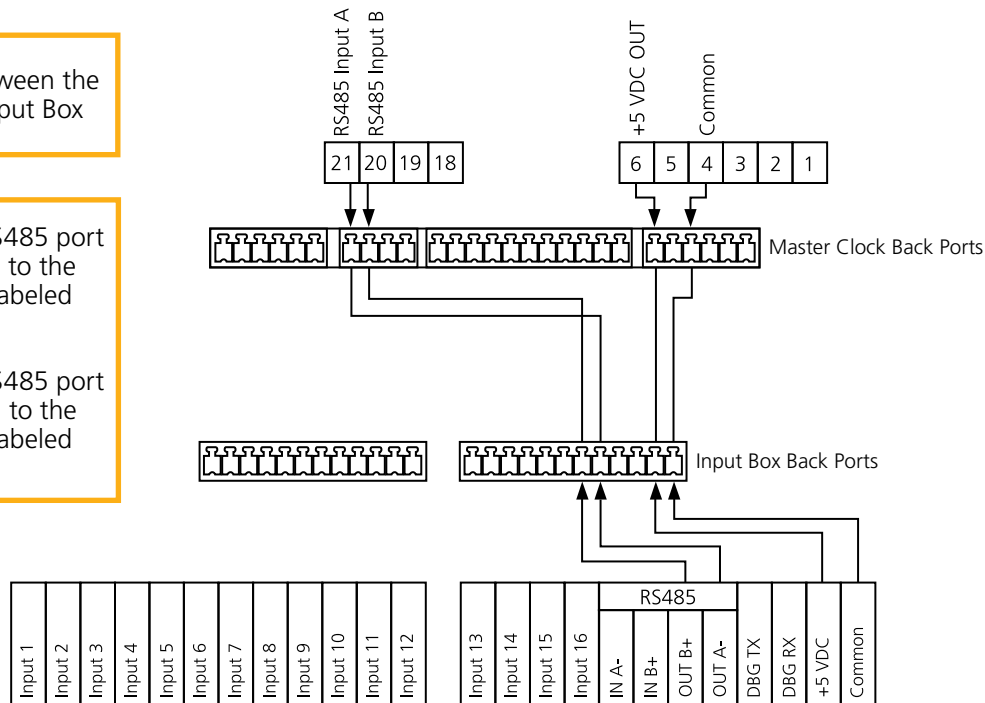 ween the
put Box
S485 port
to the
abeled
S485 port
to the
abeled
RS485 Input A
RS485 Input B
+5 VDC OUT
Common
21 20 19 18
6 5 4 3 2 1
Master Clock Back Ports
Input Box Back Ports
RS485
Input 1
Input 2
Input 3
Input 4
Input 5
Input 6
Input 7
Input 8
Input 9
Input 10
Input 11
Input 12
Input 13
Input 14
Input 15
Input 16
IN A-
IN B+
OUT B+
OUT A-
DBG TX
DBG RX
+5 VDC
Common